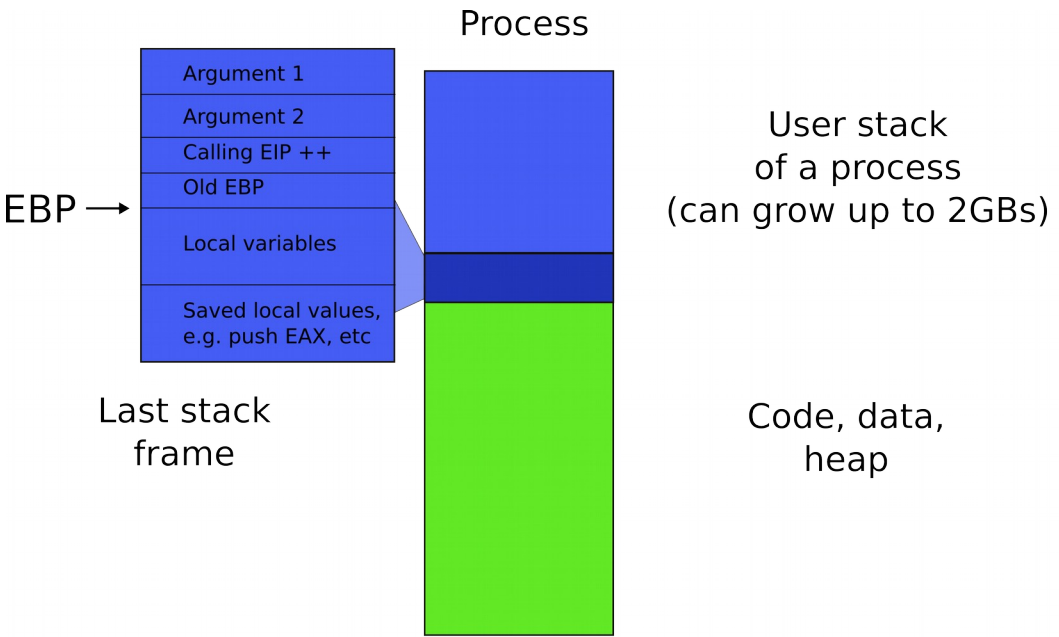 Process
Argument 1
Argument 2
Calling EIP ++
Old EBP
EBP
Local variables
Saved local values,
e.g. push EAX, etc
Last stack
frame
User stack
of a process
(can grow up to 2GBs)
Code, data,
heap